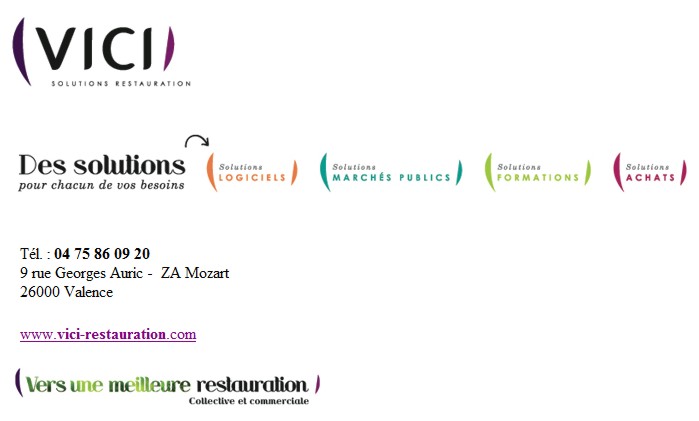 (VICI)
SOLUTIONS RESTAURATION
Des solutions
pour chacun de vos besoins
Solutions
LOGICIELS
Solutions
MARCHÉS PUBLICS
Solutions
FORMATIONS
Solutions
ACHATS
Tél. : 04 75 86 09 20
9 rue Georges Auric - ZA Mozart
26000 Valence
www.vici-restauration.com
(Vers une meilleure restauration)
Collective et commerciale